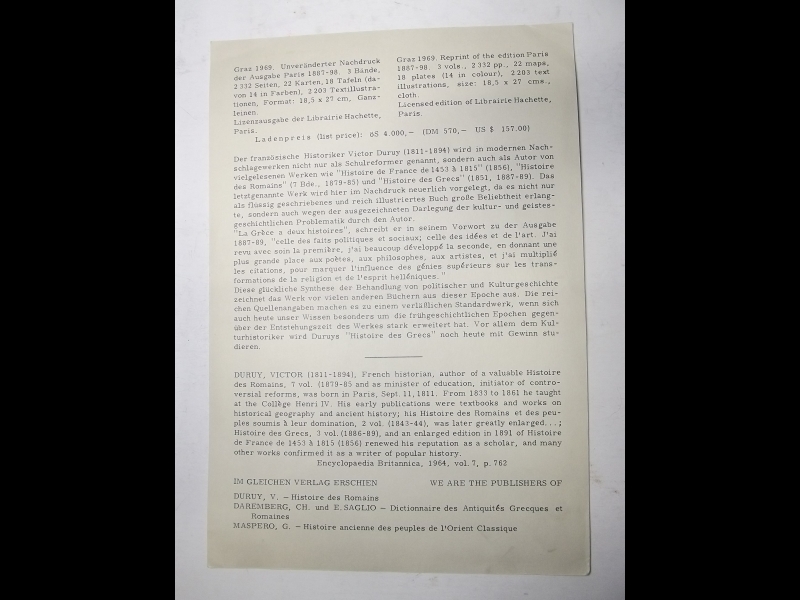 Graz 1969. Unveränderter Nachdruck
der Ausgabe Paris 1887-98. 3 Bände,
2 332 Seiten, 22 Karten, 18 Tafeln (da-
von 14 in Farben), 2 203 Textillustra-
tionen, Format: 18,5 x 27 cm, Ganz-
leinen.
Lizenzausgabe der Librairie Hachette,
Paris.
Graz 1969. Reprint of the edition Paris
1887-98. 3 vols., 2 332 pp., 22 maps,
18 plates (14 in colour), 2 203 text
illustrations, size: 18,5 x 27 cms.,
cloth.
Licensed edition of Librairie Hachette,
Paris.
Ladenpreis (list price): öS 4.000,— (DM 570,— US $ 157.00)
Der französische Historiker Victor Duruy (1811-1894) wird in modernen Nach-
schlagewerken nicht nur als Schulreformer genannt, sondern auch als Autor von
vielgelesenen Werken wie "Histoire de France de 1453 à 1815" (1856), "Histoire
des Romains" (7 Bde., 1879-85) und "Histoire des Grecs" (1851, 1887-89). Das
letztgenannte Werk wird hier im Nachdruck neuerlich vorgelegt, da es nicht nur
als flüssig geschriebenes und reich illustriertes Buch große Beliebtheit erlang-
te, sondern auch wegen der ausgezeichneten Darlegung der kultur- und geistes-
geschichtlichen Problematik durch den Autor.
"La Grèce a deux histoires", schreibt er in seinem Vorwort zu der Ausgabe
1887-89, "celle des faits politiques et sociaux; celle des idées et de l'art. J'ai
revu avec soin la première, j'ai beaucoup développé la seconde, en donnant une
plus grande place aux poètes, aux philosophes, aux artistes, et j'ai multiplié
les citations, pour marquer l'influence des génies supérieurs sur les trans-
formations de la religion et de l'esprit helléniques."
Diese glückliche Synthese der Behandlung von politischer und Kulturgeschichte
zeichnet das Werk vor vielen anderen Büchern aus dieser Epoche aus. Die rei-
chen Quellenangaben machen es zu einem verläßlichen Standardwerk, wenn sich
auch heute unser Wissen besonders um die frühgeschichtlichen Epochen gegen-
über der Entstehungszeit des Werkes stark erweitert hat. Vor allem dem Kul-
turhistoriker wird Duruys "Histoire des Grecs" noch heute mit Gewinn stu-
dieren.
DURUY, VICTOR (1811-1894), French historian, author of a valuable Histoire
des Romains, 7 vol. (1879-85 and as minister of education, initiator of contro-
versial reforms, was born in Paris, Sept. 11, 1811. From 1833 to 1861 he taught
at the Collège Henri IV. His early publications were textbooks and works on
historical geography and ancient history; his Histoire des Romains et des peu-
ples soumis à leur domination, 2 vol. (1843-44), was later greatly enlarged...;
Histoire des Grecs, 3 vol. (1886-89), and an enlarged edition in 1891 of Histoire
de France de 1453 à 1815 (1856) renewed his reputation as a scholar, and many
other works confirmed it as a writer of popular history.
Encyclopaedia Britannica, 1964, vol. 7, p. 762
IM GLEICHEN VERLAG ERSCHIEN
WE ARE THE PUBLISHERS OF
DURUY, V. — Histoire des Romains
DAREMBERG, CH. und E. SAGLIO — Dictionnaire des Antiquités Grecques et
Romaines
MASPERO, G. — Histoire ancienne des peuples de l'Orient Classique